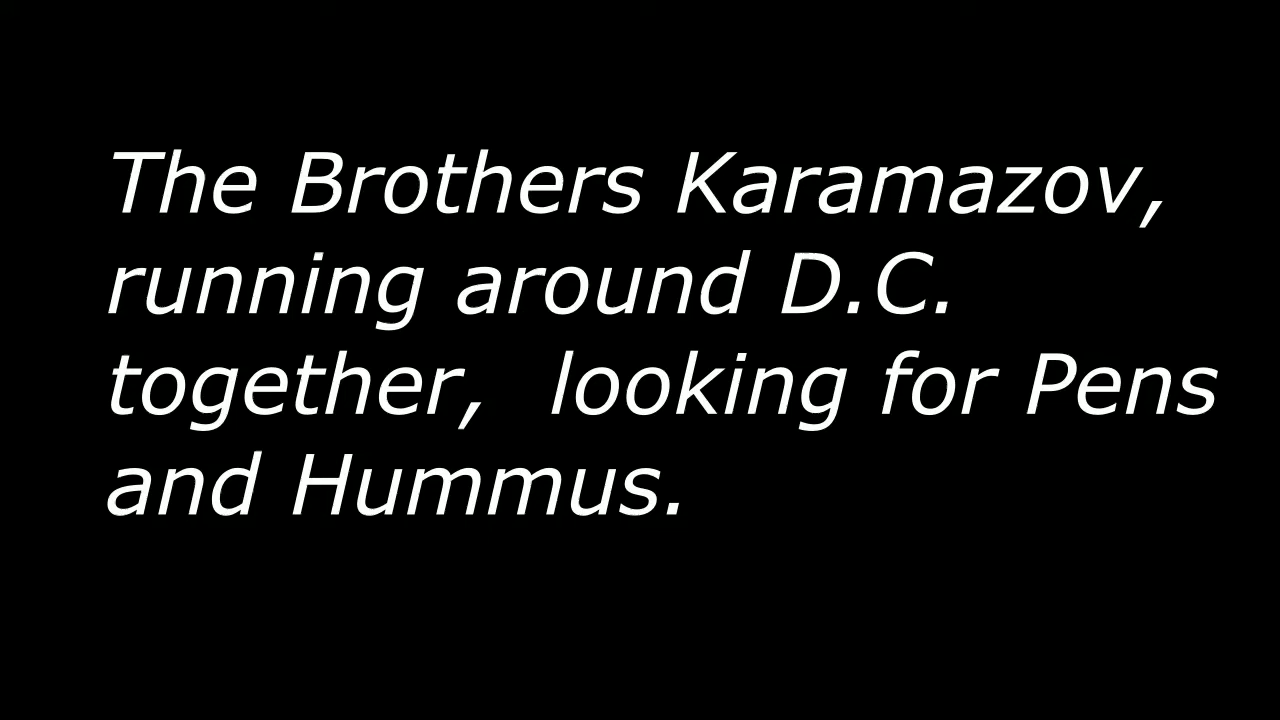 The Brothers Karamazov,
running around D.C.
together,  looking for Pens
and Hummus.